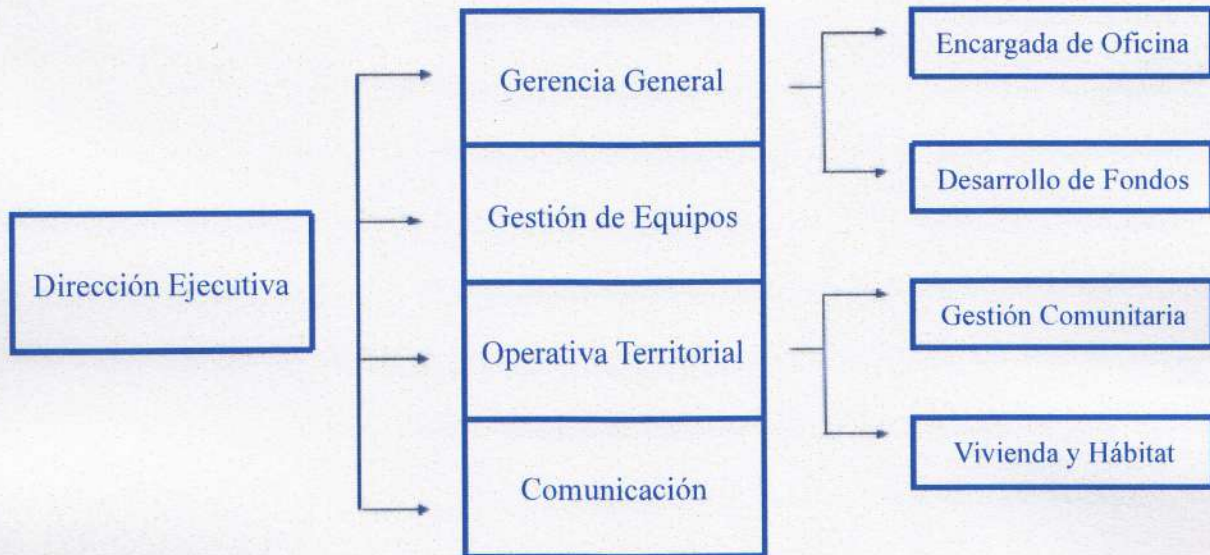 Dirección Ejecutiva
Gerencia General
Gestión de Equipos
Operativa Territorial
Comunicación
Encargada de Oficina
Desarrollo de Fondos
Gestión Comunitaria
Vivienda y Hábitat